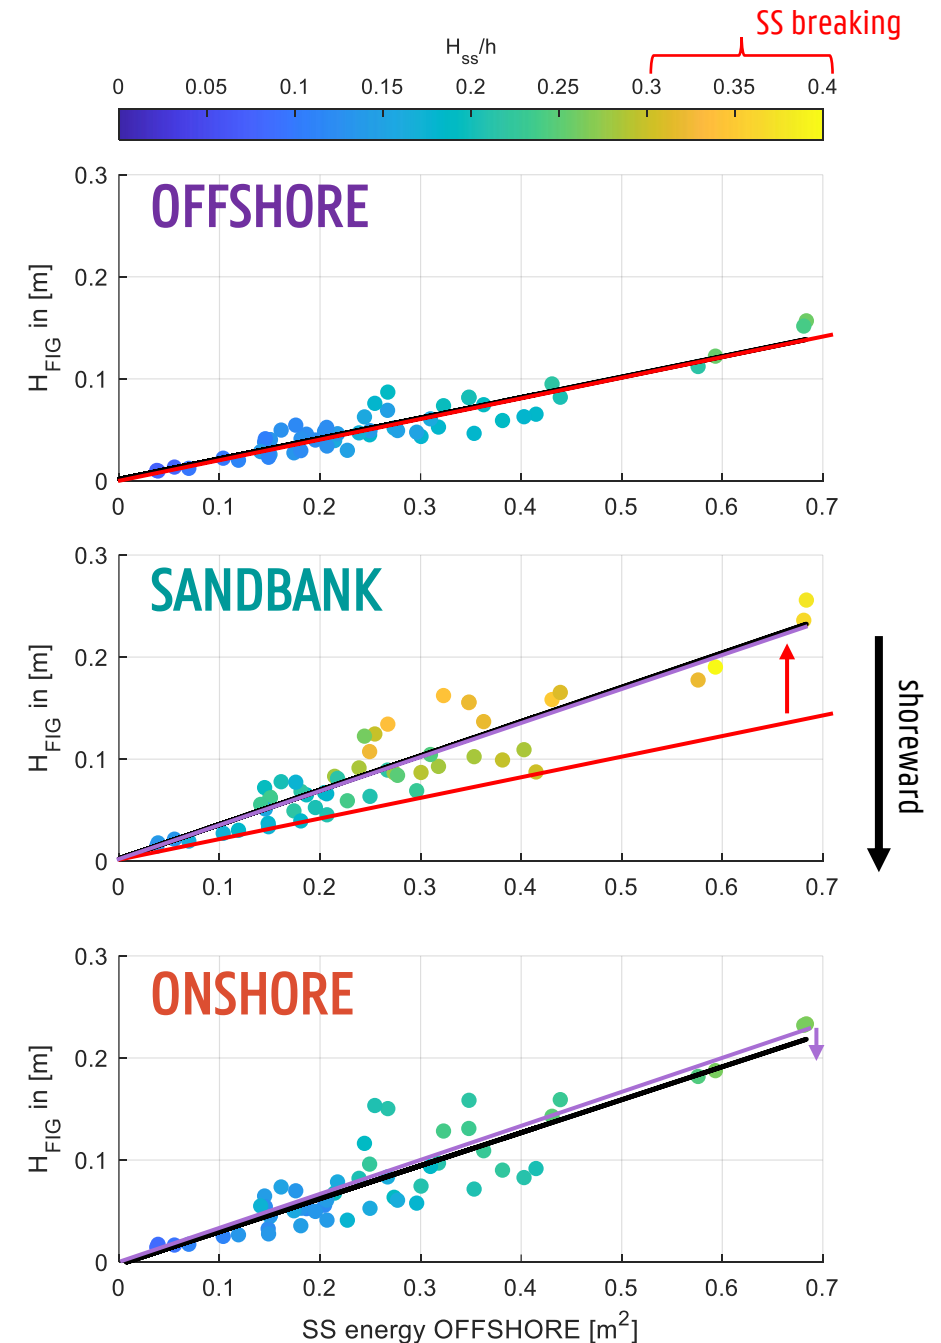 SS breaking
H_ss/h
0 0.05 0.1 0.15 0.2 0.25 0.3 0.35 0.4
OFFSHORE
0.3
0.2
0.1
0
H_FIG in [m]
0 0.1 0.2 0.3 0.4 0.5 0.6 0.7
SANDBANK
0.3
0.2
0.1
0
H_FIG in [m]
0 0.1 0.2 0.3 0.4 0.5 0.6 0.7
shoreward
ONSHORE
0.3
0.2
0.1
0
H_FIG in [m]
0 0.1 0.2 0.3 0.4 0.5 0.6 0.7
SS energy OFFSHORE [m²]